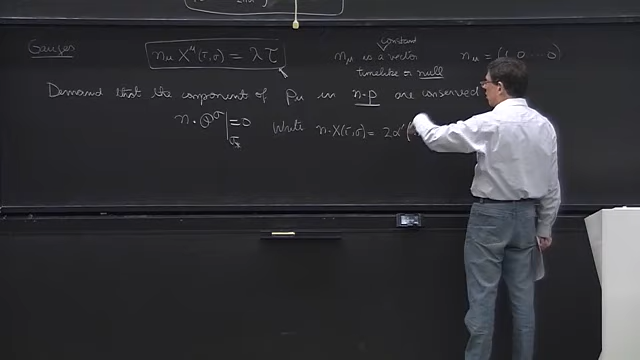 Gauges
n_μ X^μ(τ,σ) = λ τ
constant
n_μ is a vector
timelike or null
n_μ = (1, 0 ... 0)
Demand that the component of p_μ in n·p are conserved
n · 𝒫^σ |_{σ_*} = 0
Write n·X(τ,σ) = 2α' (